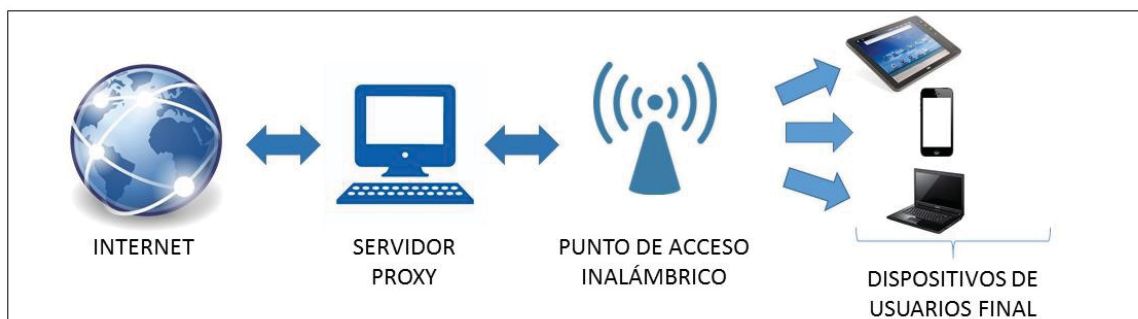 INTERNET
SERVIDOR
PROXY
PUNTO DE ACCESO
INALÁMBRICO
DISPOSITIVOS DE
USUARIOS FINAL